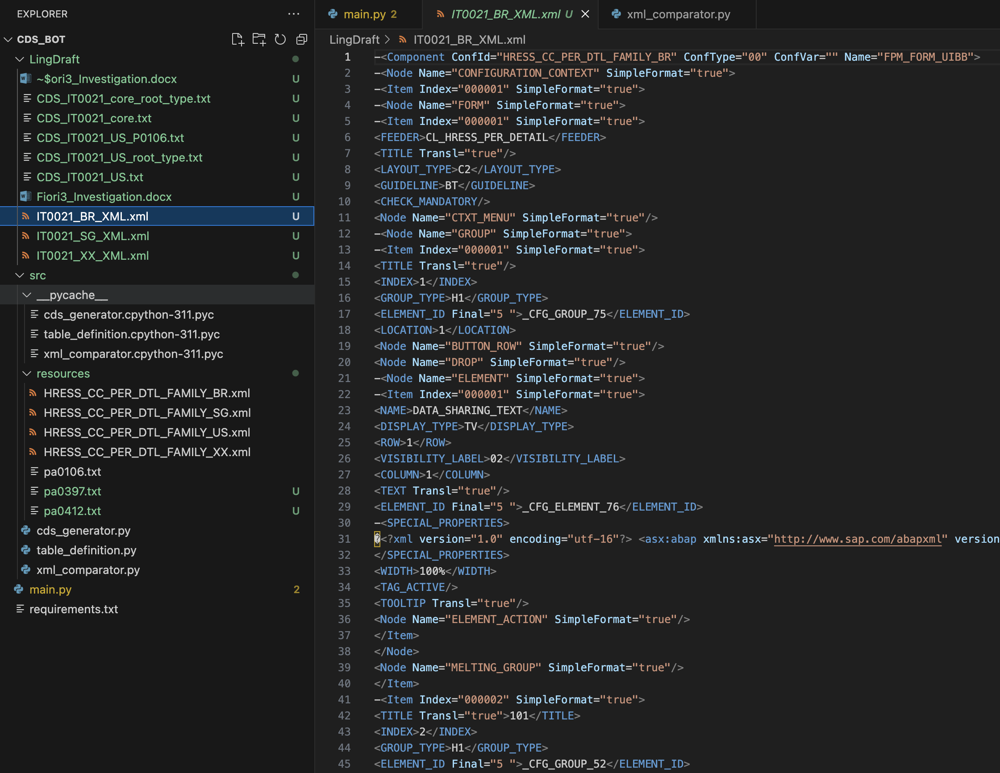 EXPLORER
CDS_BOT
LingDraft
~$ori3_Investigation.docx U
CDS_IT0021_core_root_type.txt U
CDS_IT0021_core.txt U
CDS_IT0021_US_P0106.txt U
CDS_IT0021_US_root_type.txt U
CDS_IT0021_US.txt U
Fiori3_Investigation.docx U
IT0021_BR_XML.xml U
IT0021_SG_XML.xml U
IT0021_XX_XML.xml U
src
__pycache__
cds_generator.cpython-311.pyc
table_definition.cpython-311.pyc
xml_comparator.cpython-311.pyc
resources
HRESS_CC_PER_DTL_FAMILY_BR.xml
HRESS_CC_PER_DTL_FAMILY_SG.xml
HRESS_CC_PER_DTL_FAMILY_US.xml
HRESS_CC_PER_DTL_FAMILY_XX.xml
pa0106.txt
pa0397.txt U
pa0412.txt U
cds_generator.py
table_definition.py
xml_comparator.py
main.py 2
requirements.txt
main.py 2 IT0021_BR_XML.xml U xml_comparator.py
LingDraft > IT0021_BR_XML.xml
1 –<Component ConfId="HRESS_CC_PER_DTL_FAMILY_BR" ConfType="00" ConfVar="" Name="FPM_FORM_UIBB">
2 –<Node Name="CONFIGURATION_CONTEXT" SimpleFormat="true">
3 –<Item Index="000001" SimpleFormat="true">
4 –<Node Name="FORM" SimpleFormat="true">
5 –<Item Index="000001" SimpleFormat="true">
6 <FEEDER>CL_HRESS_PER_DETAIL</FEEDER>
7 <TITLE Transl="true"/>
8 <LAYOUT_TYPE>C2</LAYOUT_TYPE>
9 <GUIDELINE>BT</GUIDELINE>
10 <CHECK_MANDATORY/>
11 <Node Name="CTXT_MENU" SimpleFormat="true"/>
12 –<Node Name="GROUP" SimpleFormat="true">
13 –<Item Index="000001" SimpleFormat="true">
14 <TITLE Transl="true"/>
15 <INDEX>1</INDEX>
16 <GROUP_TYPE>H1</GROUP_TYPE>
17 <ELEMENT_ID Final="5 ">_CFG_GROUP_75</ELEMENT_ID>
18 <LOCATION>1</LOCATION>
19 <Node Name="BUTTON_ROW" SimpleFormat="true"/>
20 <Node Name="DROP" SimpleFormat="true"/>
21 –<Node Name="ELEMENT" SimpleFormat="true">
22 –<Item Index="000001" SimpleFormat="true">
23 <NAME>DATA_SHARING_TEXT</NAME>
24 <DISPLAY_TYPE>TV</DISPLAY_TYPE>
25 <ROW>1</ROW>
26 <VISIBILITY_LABEL>02</VISIBILITY_LABEL>
27 <COLUMN>1</COLUMN>
28 <TEXT Transl="true"/>
29 <ELEMENT_ID Final="5 ">_CFG_ELEMENT_76</ELEMENT_ID>
30 –<SPECIAL_PROPERTIES>
31 �<?xml version="1.0" encoding="utf-16"?> <asx:abap xmlns:asx="http://www.sap.com/abapxml" version
32 </SPECIAL_PROPERTIES>
33 <WIDTH>100%</WIDTH>
34 <TAG_ACTIVE/>
35 <TOOLTIP Transl="true"/>
36 <Node Name="ELEMENT_ACTION" SimpleFormat="true"/>
37 </Item>
38 </Node>
39 <Node Name="MELTING_GROUP" SimpleFormat="true"/>
40 </Item>
41 –<Item Index="000002" SimpleFormat="true">
42 <TITLE Transl="true">101</TITLE>
43 <INDEX>2</INDEX>
44 <GROUP_TYPE>H1</GROUP_TYPE>
45 <ELEMENT_ID Final="5 ">_CFG_GROUP_52</ELEMENT_ID>